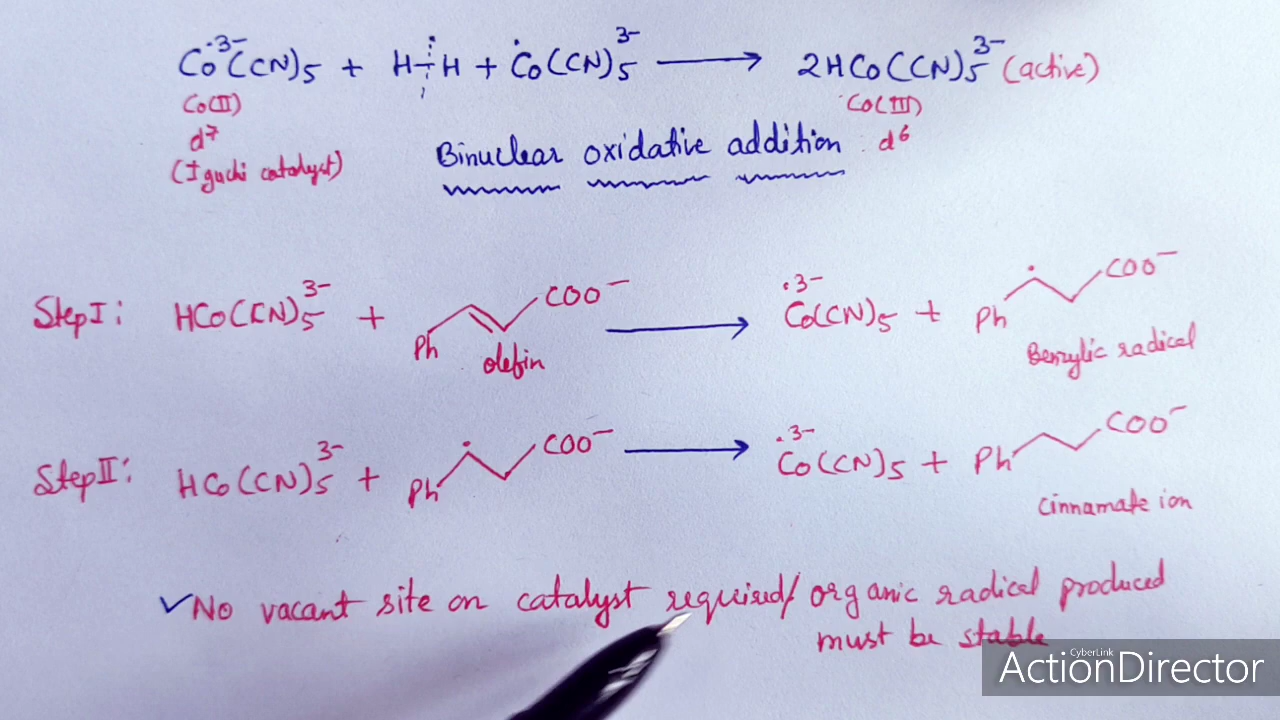 Co(CN)5 •3- + H-H + •Co(CN)5 3- → 2HCo(CN)5 3- (active)
Co(II) Co(III)
d7 d6
(Iguchi catalyst) Binuclear oxidative addition
Step I: HCo(CN)5 3- + Ph COO- → •Co(CN)5 3- + Ph • COO-
olefin Benzylic radical
Step II: HCo(CN)5 3- + Ph • COO- → •Co(CN)5 3- + Ph COO-
Cinnamate ion
✓No vacant site on catalyst required/ organic radical produced
must be stable
CyberLink
ActionDirector